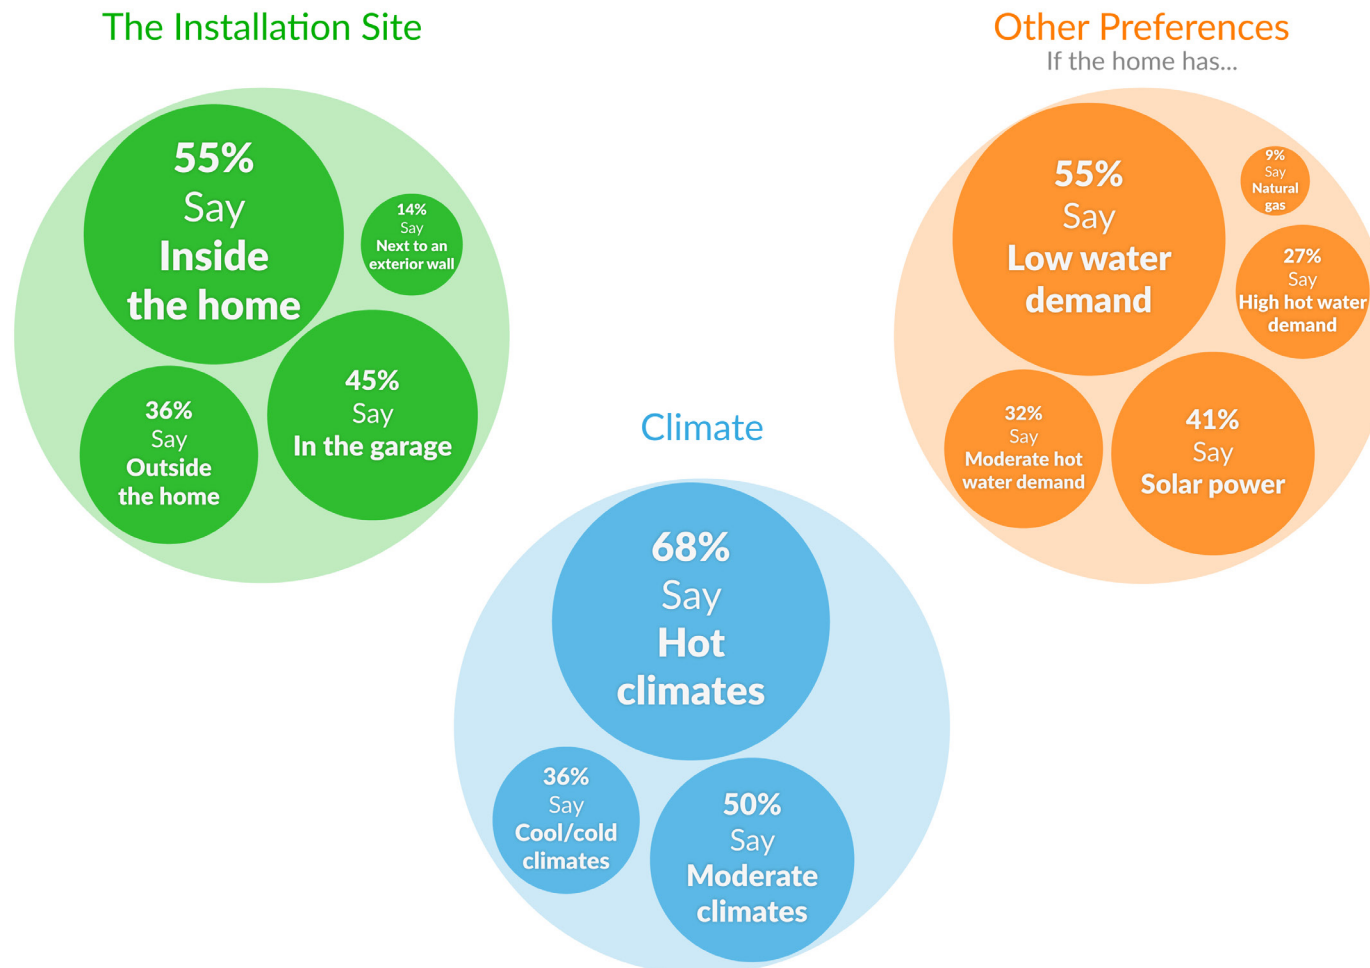 The Installation Site
55%
Say
Inside
the home
14%
Say
Next to an
exterior wall
36%
Say
Outside
the home
45%
Say
In the garage
Climate
68%
Say
Hot
climates
36%
Say
Cool/cold
climates
50%
Say
Moderate
climates
Other Preferences
If the home has...
55%
Say
Low water
demand
9%
Say
Natural
gas
27%
Say
High hot water
demand
32%
Say
Moderate hot
water demand
41%
Say
Solar power